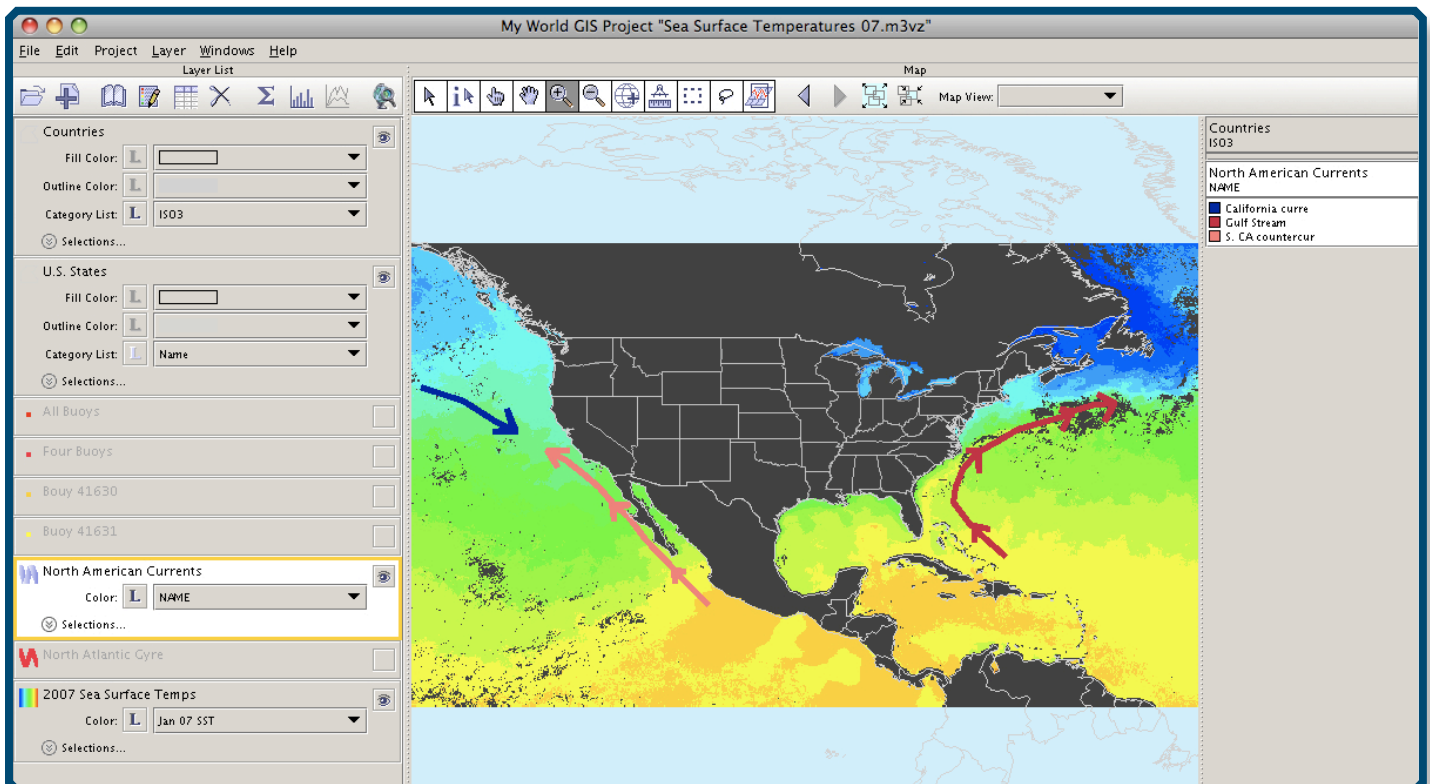 My World GIS Project "Sea Surface Temperatures 07.m3vz"
File Edit Project Layer Windows Help
Layer List
Map
Map View:
Countries
Fill Color: L
Outline Color: L
Category List: L ISO3
Selections...
U.S. States
Fill Color: L
Outline Color: L
Category List: L Name
Selections...
All Buoys
Four Buoys
Bouy 41630
Buoy 41631
North American Currents
Color: L NAME
Selections...
North Atlantic Gyre
2007 Sea Surface Temps
Color: L Jan 07 SST
Selections...
Countries
ISO3
North American Currents
NAME
California curre
Gulf Stream
S. CA countercur